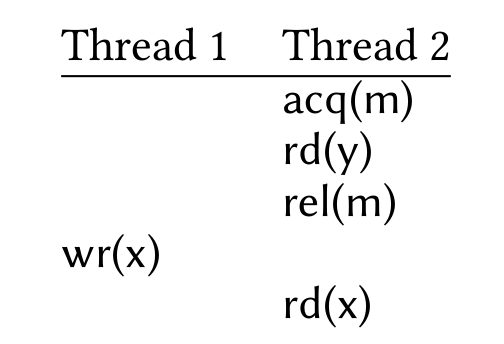 Thread 1 Thread 2
acq(m)
rd(y)
rel(m)
wr(x)
rd(x)